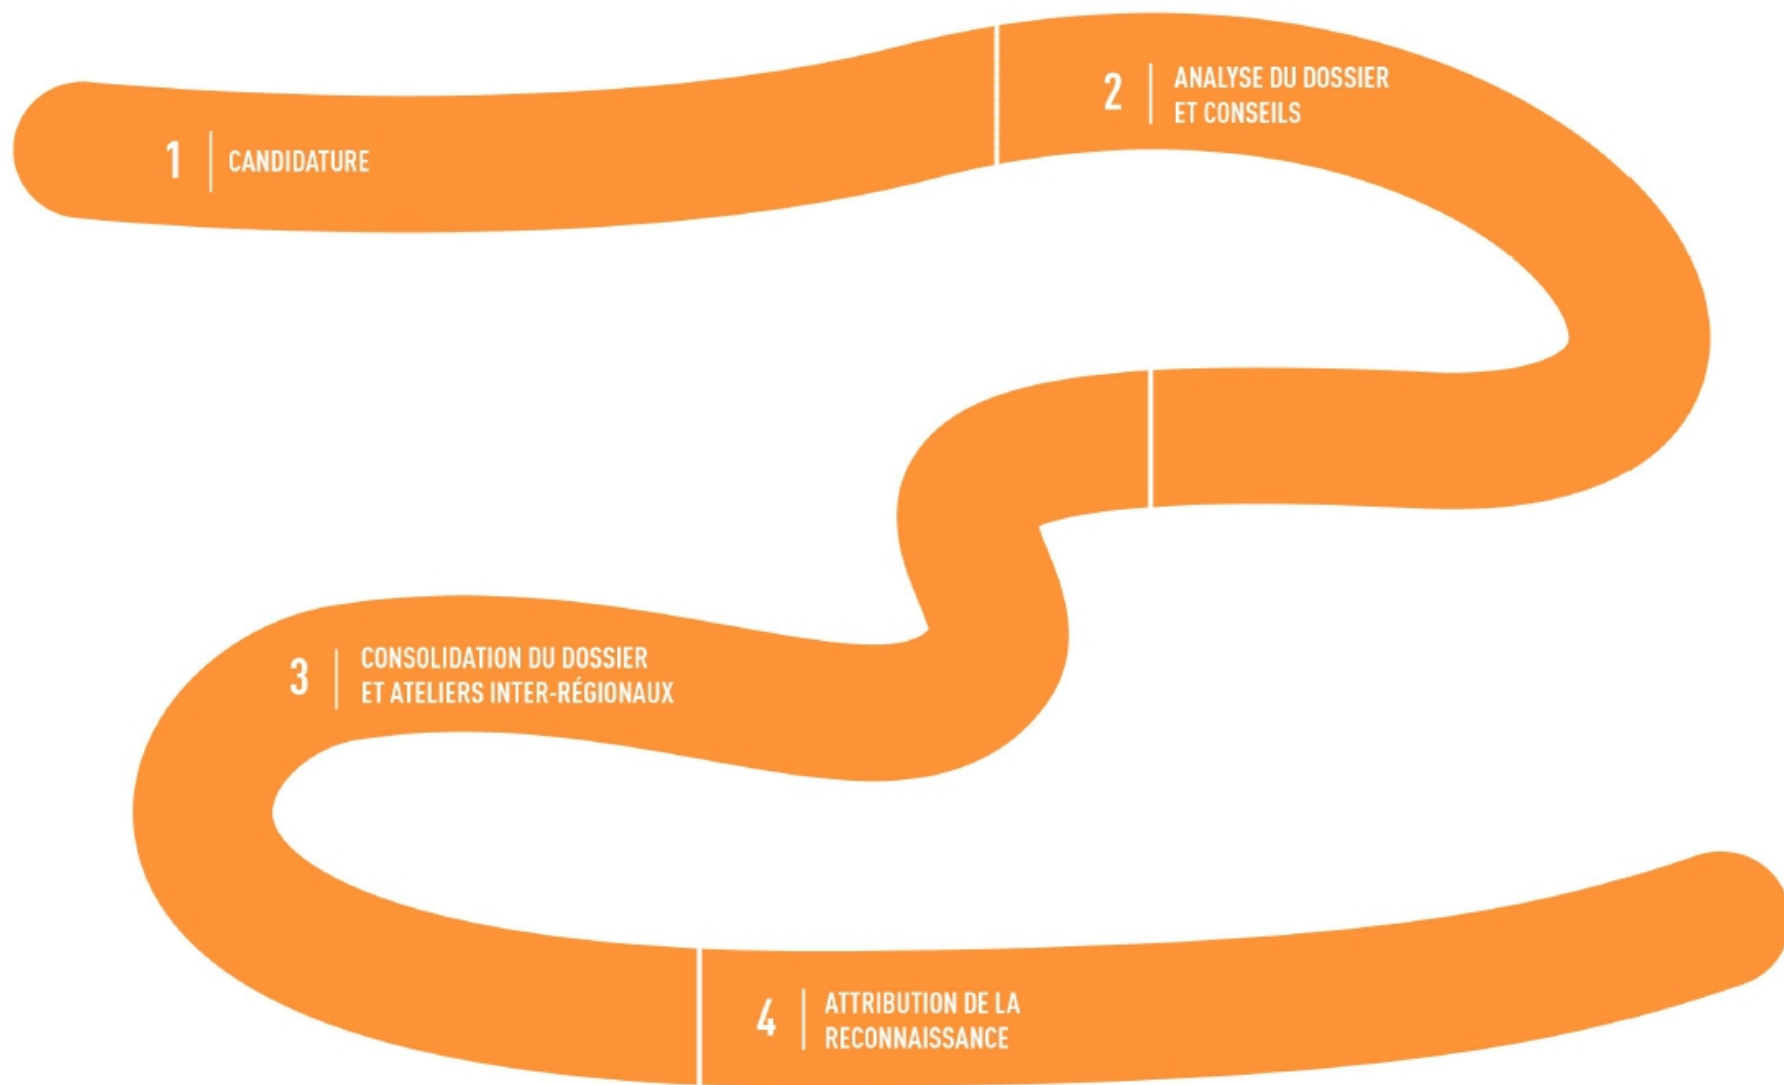 1 | CANDIDATURE
2 | ANALYSE DU DOSSIER
ET CONSEILS
3 | CONSOLIDATION DU DOSSIER
ET ATELIERS INTER-RÉGIONAUX
4 | ATTRIBUTION DE LA
RECONNAISSANCE